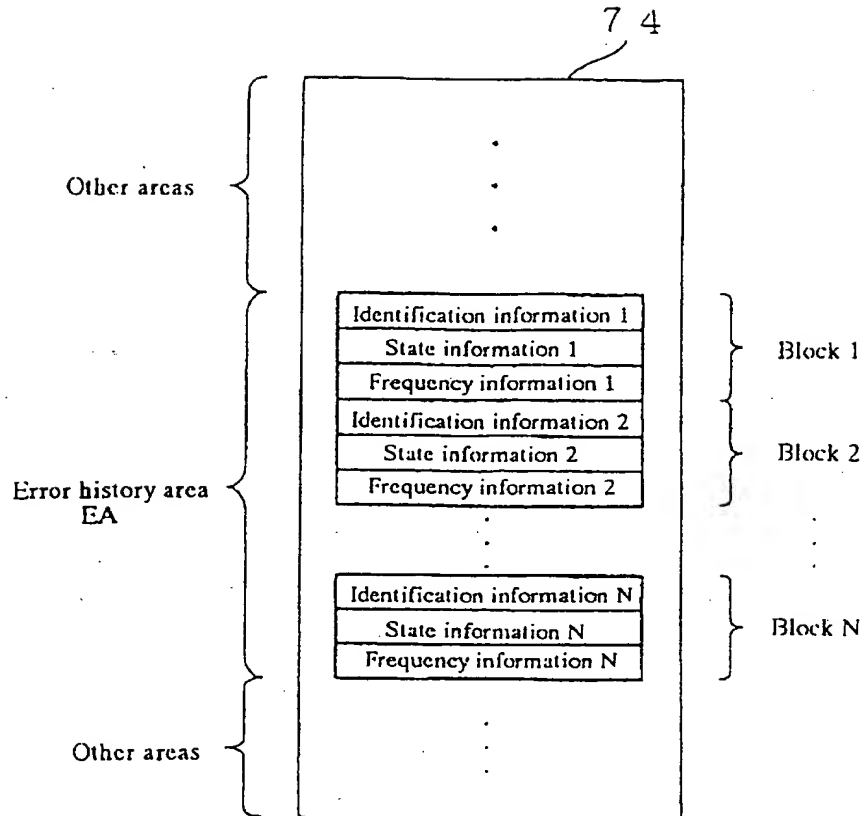 7 4
Other areas
Identification information 1
State information 1
Frequency information 1
Block 1
Identification information 2
State information 2
Frequency information 2
Block 2
Error history area
EA
Identification information N
State information N
Frequency information N
Block N
Other areas